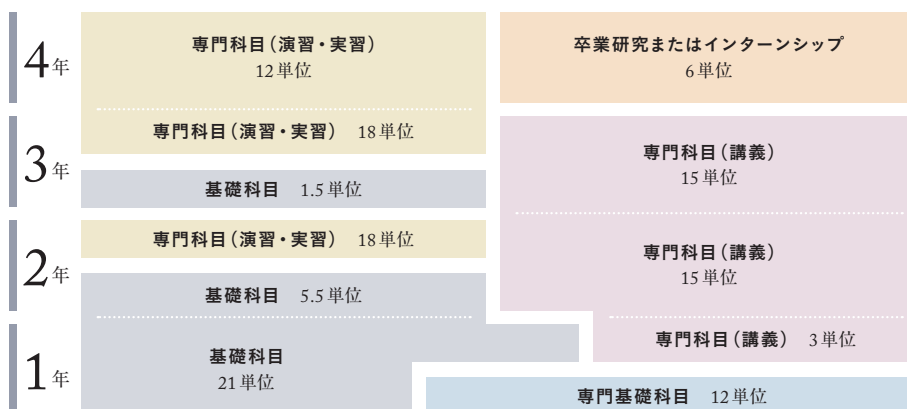 4年
専門科目（演習・実習）
12単位
卒業研究またはインターンシップ
6単位
3年
専門科目（演習・実習） 18単位
基礎科目 1.5単位
専門科目（講義）
15単位
2年
専門科目（演習・実習） 18単位
基礎科目 5.5単位
専門科目（講義）
15単位
1年
基礎科目
21単位
専門科目（講義） 3単位
専門基礎科目 12単位